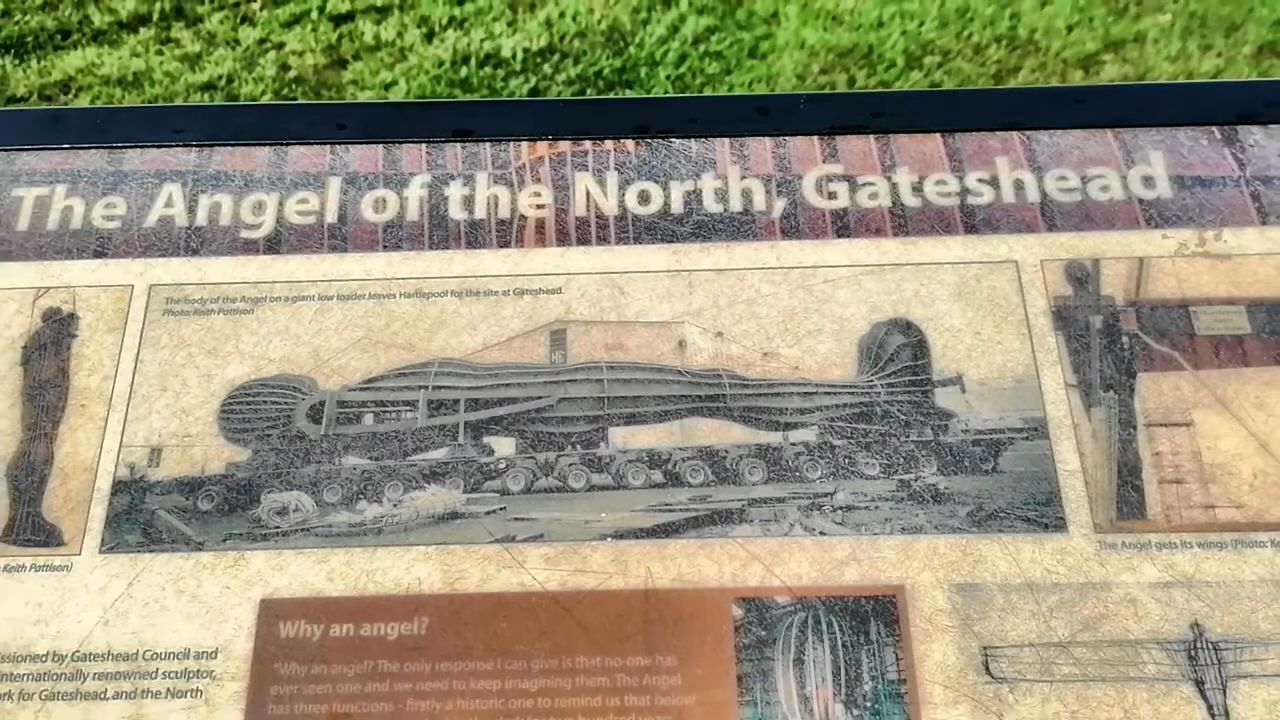 The Angel of the North, Gateshead
The body of the Angel on a giant low loader leaves Hartlepool for the site at Gateshead.
Photo: Keith Pattison
Keith Pattison)
The Angel gets its wings (Photo: Ke
ssioned by Gateshead Council and
nternationally renowned sculptor,
rk for Gateshead, and the North
Why an angel?
"Why an angel? The only response I can give is that no-one has
ever seen one and we need to keep imagining them. The Angel
has three functions - firstly a historic one to remind us that below